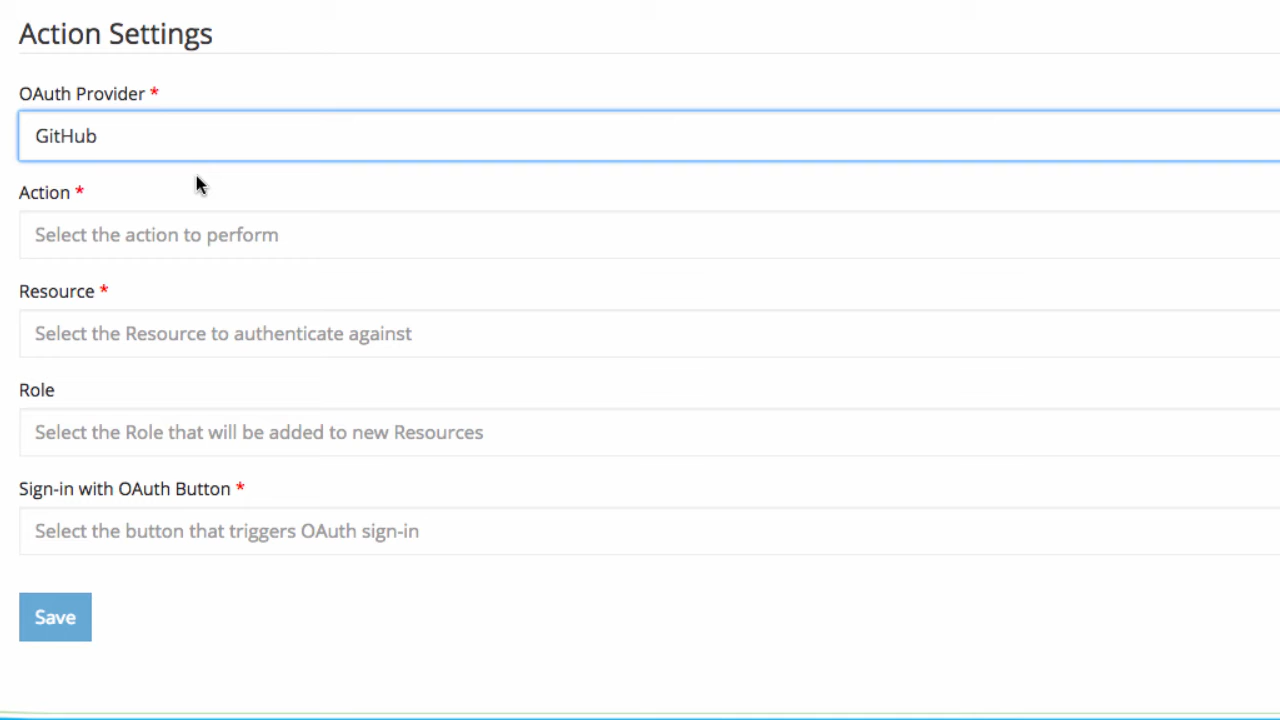 Action Settings
OAuth Provider *
GitHub
Action *
Select the action to perform
Resource *
Select the Resource to authenticate against
Role
Select the Role that will be added to new Resources
Sign-in with OAuth Button *
Select the button that triggers OAuth sign-in
Save